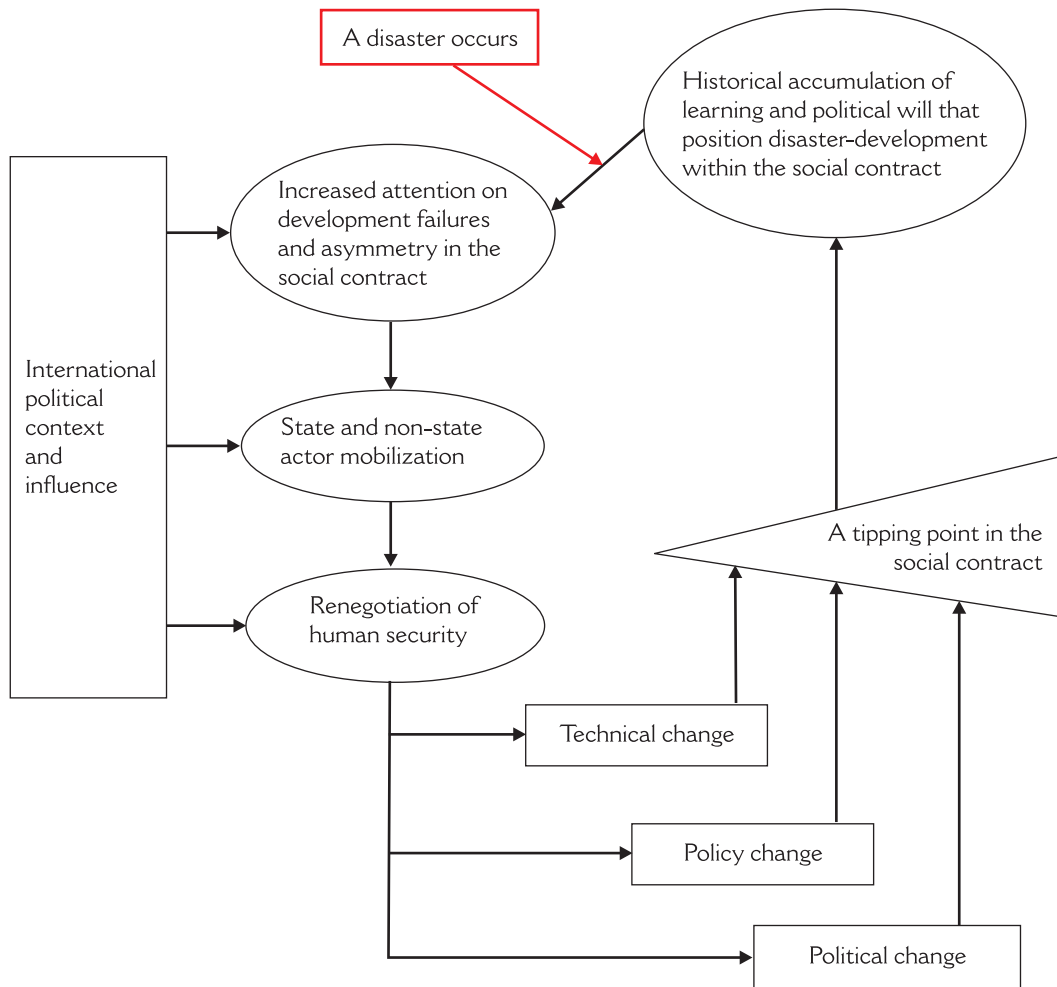 A disaster occurs
Historical accumulation of
learning and political will that
position disaster-development
within the social contract
Increased attention on
development failures
and asymmetry in the
social contract
International
political
context
and
influence
State and non-state
actor mobilization
A tipping point in the
social contract
Renegotiation of
human security
Technical change
Policy change
Political change